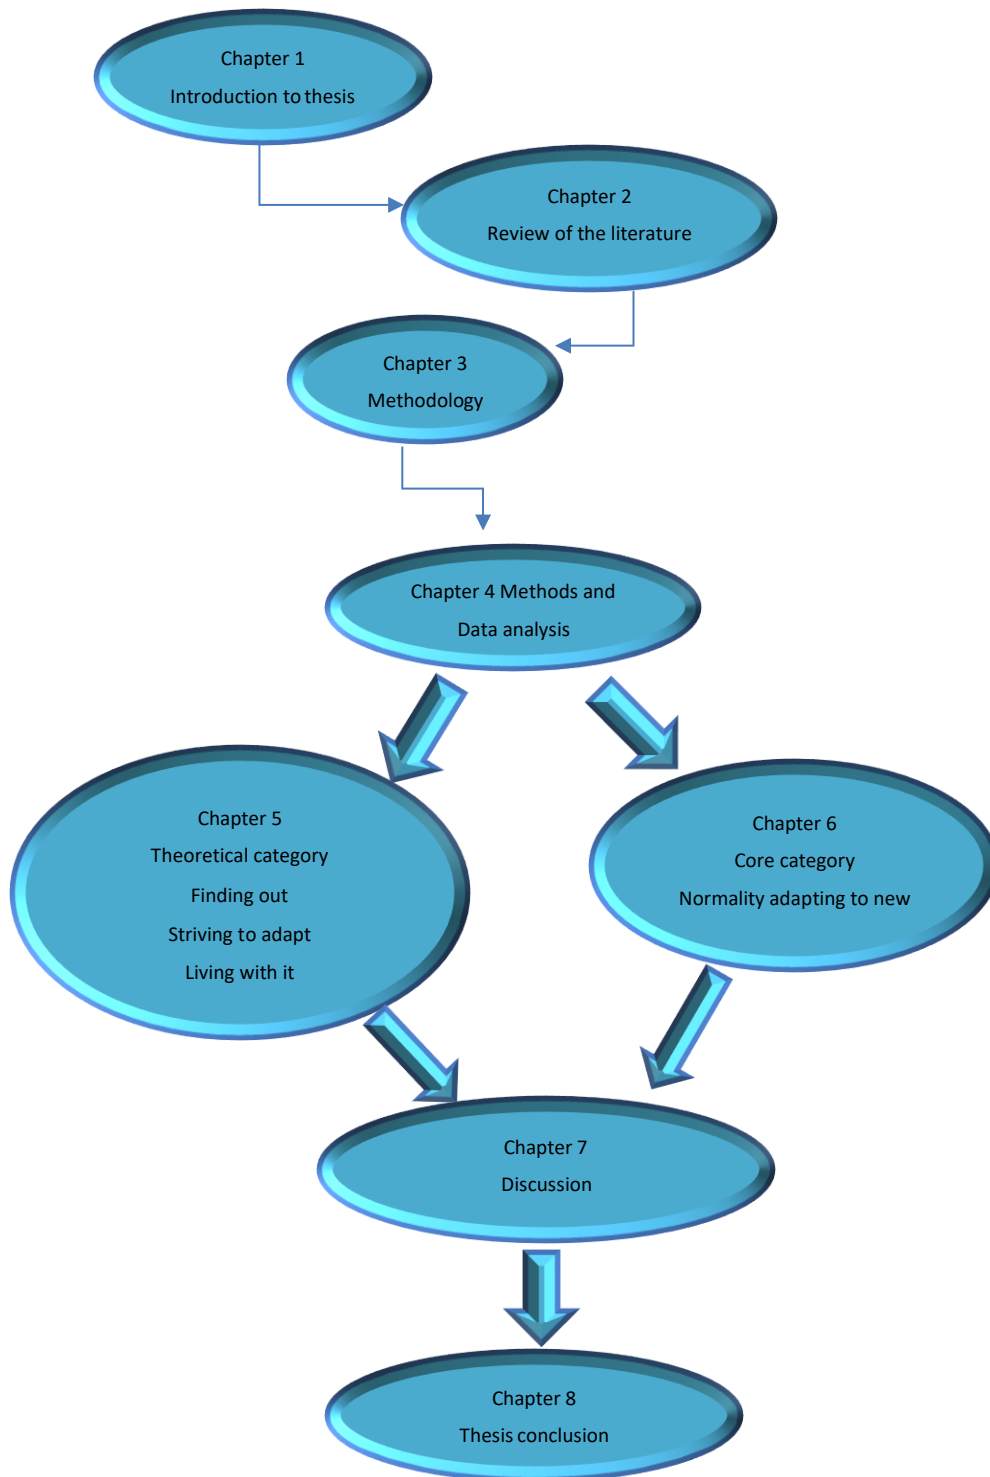 Chapter 1
Introduction to thesis
Chapter 2
Review of the literature
Chapter 3
Methodology
Chapter 4 Methods and
Data analysis
Chapter 5
Theoretical category
Finding out
Striving to adapt
Living with it
Chapter 6
Core category
Normality adapting to new
Chapter 7
Discussion
Chapter 8
Thesis conclusion